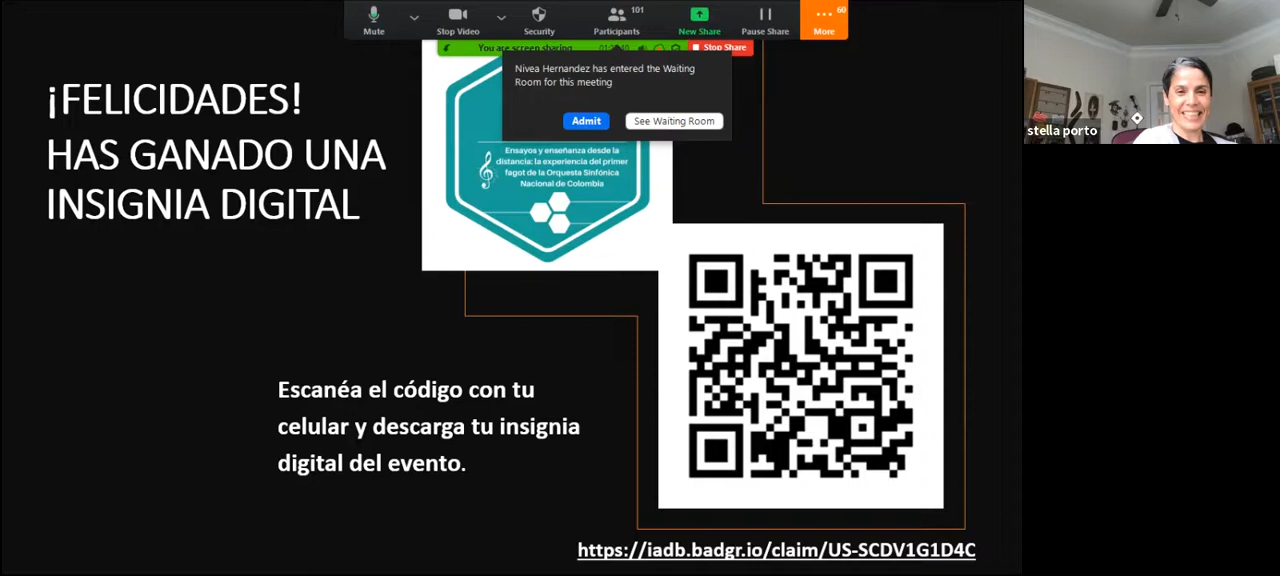 Mute
Stop Video
Security
Participants
101
New Share
Pause Share
More
60
You are screen sharing
Stop Share
Nivea Hernandez has entered the Waiting
Room for this meeting
Admit
See Waiting Room
stella porto
¡FELICIDADES!
HAS GANADO UNA
INSIGNIA DIGITAL
Ensayos y enseñanza desde la
distancia: la experiencia del primer
fagot de la Orquesta Sinfónica
Nacional de Colombia
Escanéa el código con tu
celular y descarga tu insignia
digital del evento.
https://iadb.badgr.io/claim/US-SCDV1G1D4C